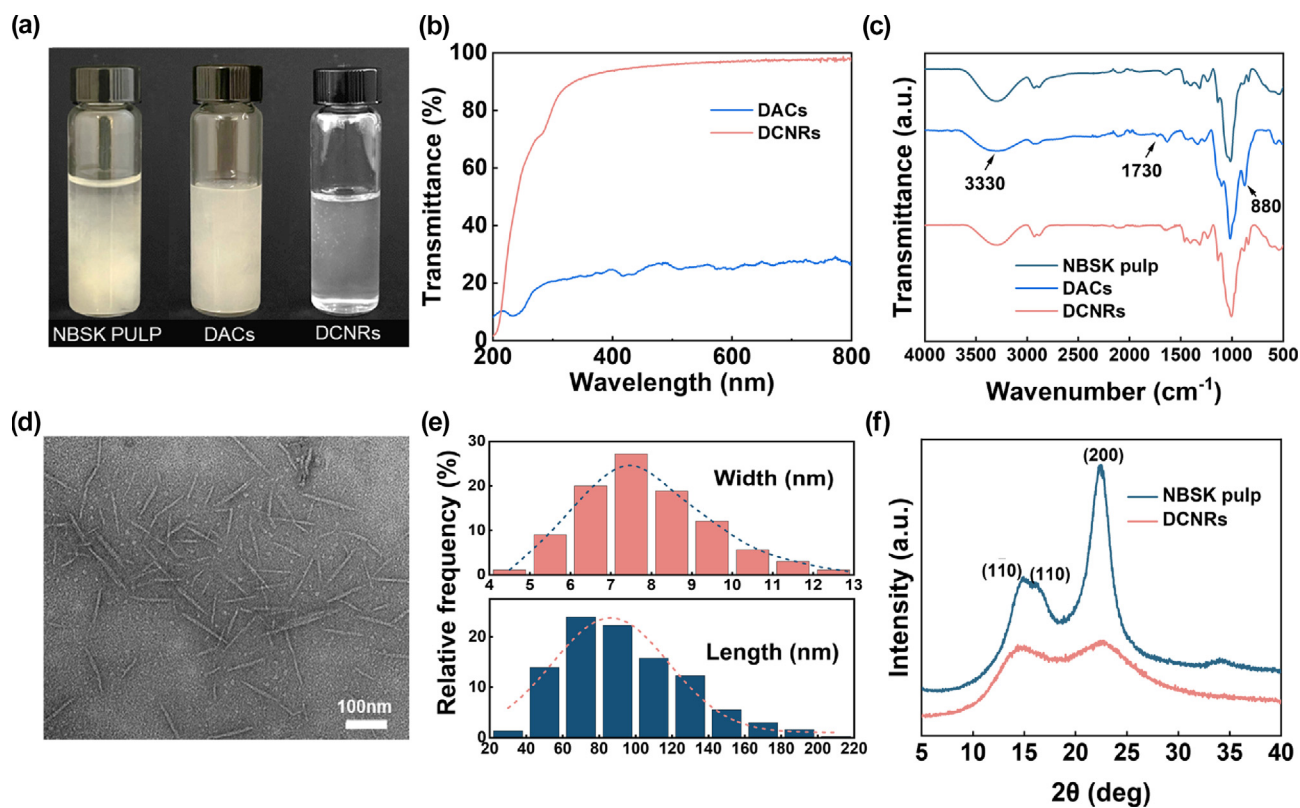 (a)
NBSK PULP DACs DCNRs
(b)
Transmittance (%)
100
80
60
40
20
0
DACs
DCNRs
200 400 600 800
Wavelength (nm)
(c)
Transmittance (a.u.)
3330
1730
880
NBSK pulp
DACs
DCNRs
4000 3500 3000 2500 2000 1500 1000 500
Wavenumber (cm⁻¹)
(d)
100nm
(e)
Relative frequency (%)
30
20
10
0
Width (nm)
4 5 6 7 8 9 10 11 12 13
20
10
0
Length (nm)
20 40 60 80 100 120 140 160 180 200 220
(f)
Intensity (a.u.)
(200)
(11̄0) (110)
NBSK pulp
DCNRs
5 10 15 20 25 30 35 40
2θ (deg)